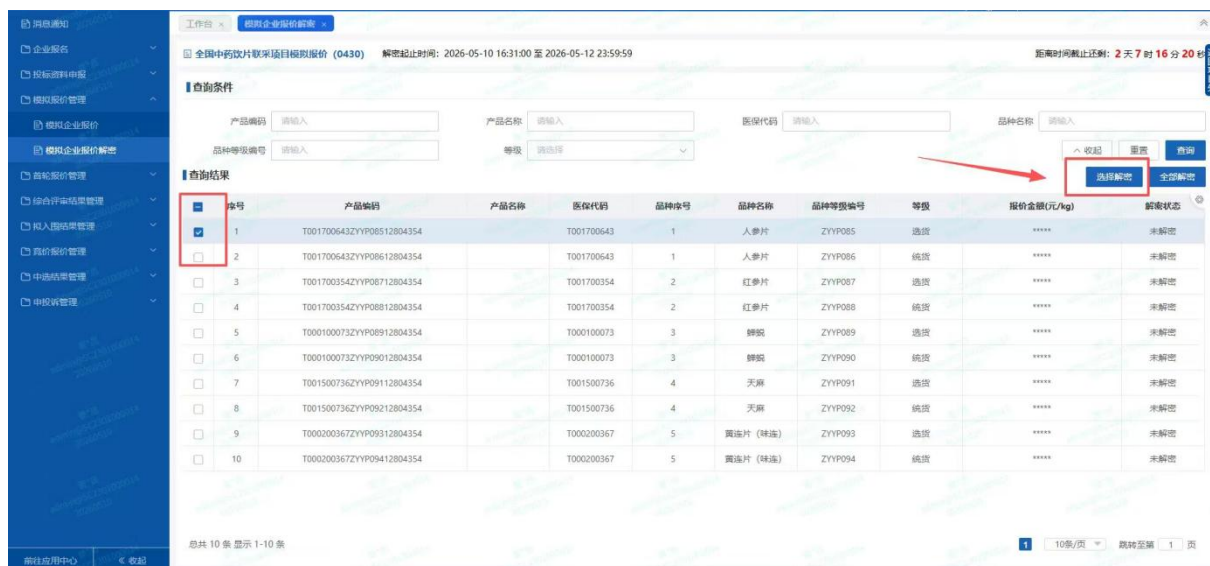 消息通知
企业报名
投标资料申报
模拟报价管理
模拟企业报价
模拟企业报价解密
首轮报价管理
综合评审结果管理
拟入围结果管理
竞价报价管理
中选结果管理
申投诉管理
前往应用中心 《 收起
工作台 × 模拟企业报价解密 ×
全国中药饮片联采项目模拟报价（0430） 解密起止时间：2026-05-10 16:31:00 至 2026-05-12 23:59:59 距离时间截止还剩：2 天 7 时 16 分 20 秒
查询条件
产品编码 请输入 产品名称 请输入 医保代码 请输入 品种名称 请输入
品种等级编号 请输入 等级 请选择 收起 重置 查询
查询结果 选择解密 全部解密
序号 产品编码 产品名称 医保代码 品种序号 品种名称 品种等级编号 等级 报价金额(元/kg) 解密状态
1 T001700643ZYYP08512804354 T001700643 1 人参片 ZYYP085 选货 ***** 未解密
2 T001700643ZYYP08612804354 T001700643 1 人参片 ZYYP086 统货 ***** 未解密
3 T001700354ZYYP08712804354 T001700354 2 红参片 ZYYP087 选货 ***** 未解密
4 T001700354ZYYP08812804354 T001700354 2 红参片 ZYYP088 统货 ***** 未解密
5 T000100073ZYYP08912804354 T000100073 3 蝉蜕 ZYYP089 选货 ***** 未解密
6 T000100073ZYYP09012804354 T000100073 3 蝉蜕 ZYYP090 统货 ***** 未解密
7 T001500736ZYYP09112804354 T001500736 4 天麻 ZYYP091 选货 ***** 未解密
8 T001500736ZYYP09212804354 T001500736 4 天麻 ZYYP092 统货 ***** 未解密
9 T000200367ZYYP09312804354 T000200367 5 黄连片（味连） ZYYP093 选货 ***** 未解密
10 T000200367ZYYP09412804354 T000200367 5 黄连片（味连） ZYYP094 统货 ***** 未解密
总共 10 条 显示 1-10 条 1 10条/页 跳转至第 1 页